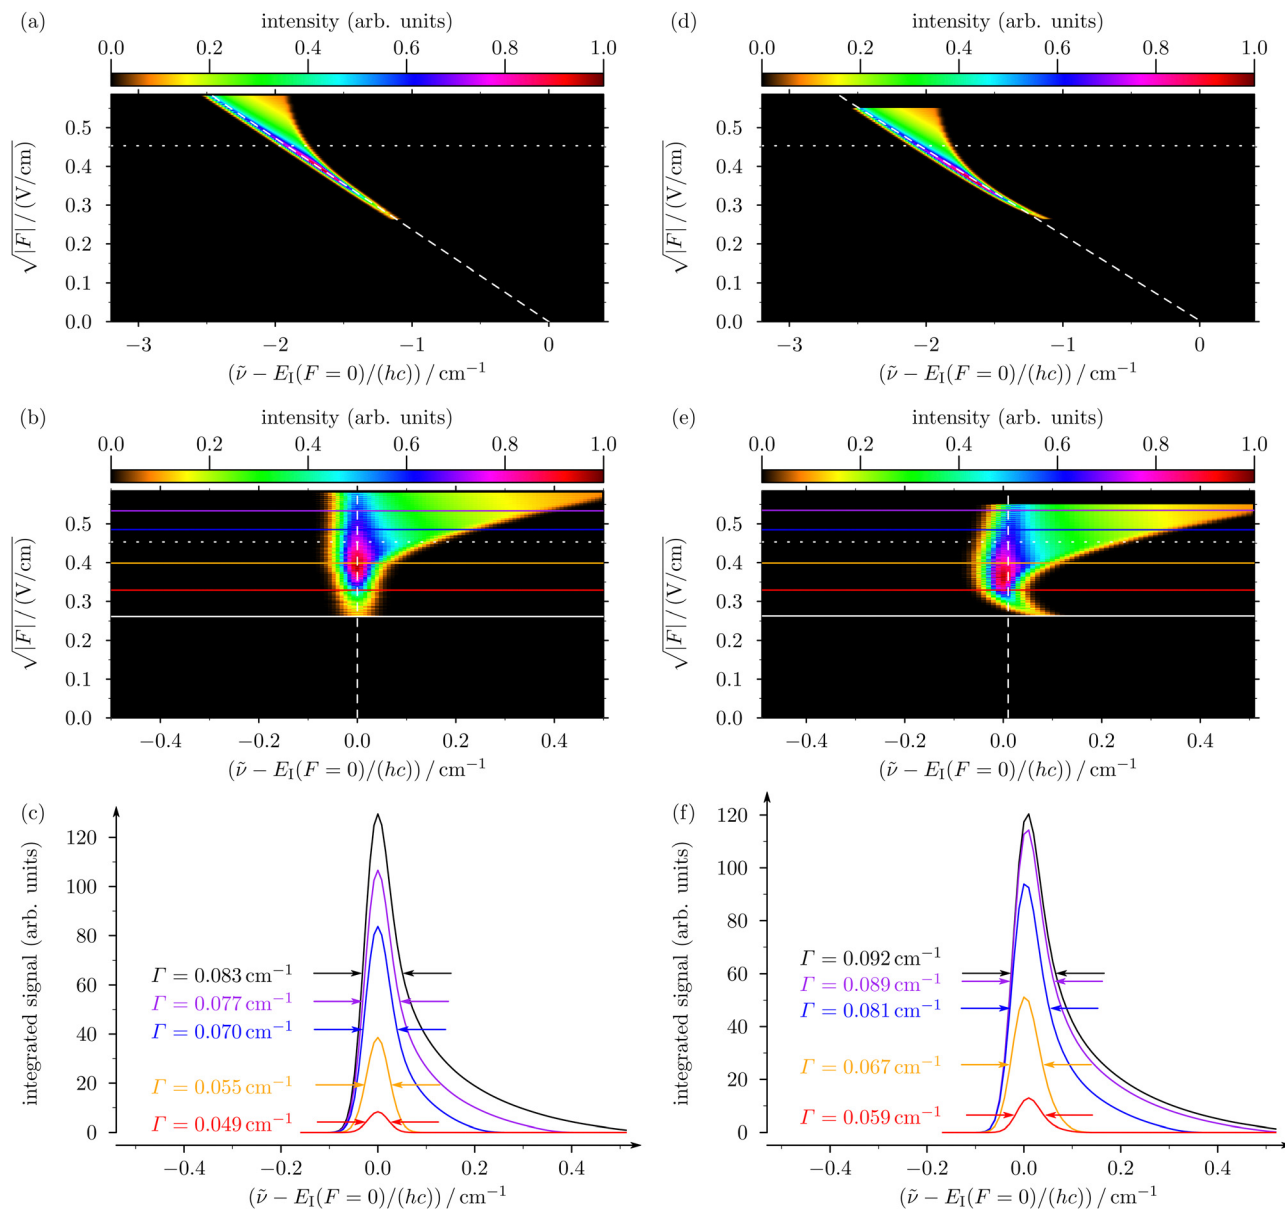 (a)
intensity (arb. units)
0.0 0.2 0.4 0.6 0.8 1.0
√|F| / (V/cm)
0.5
0.4
0.3
0.2
0.1
0.0
−3 −2 −1 0
(ν̃ − E_I(F = 0)/(hc)) / cm⁻¹
(d)
intensity (arb. units)
0.0 0.2 0.4 0.6 0.8 1.0
√|F| / (V/cm)
0.5
0.4
0.3
0.2
0.1
0.0
−3 −2 −1 0
(ν̃ − E_I(F = 0)/(hc)) / cm⁻¹
(b)
intensity (arb. units)
0.0 0.2 0.4 0.6 0.8 1.0
√|F| / (V/cm)
0.5
0.4
0.3
0.2
0.1
0.0
−0.4 −0.2 0.0 0.2 0.4
(ν̃ − E_I(F = 0)/(hc)) / cm⁻¹
(e)
intensity (arb. units)
0.0 0.2 0.4 0.6 0.8 1.0
√|F| / (V/cm)
0.5
0.4
0.3
0.2
0.1
0.0
−0.4 −0.2 0.0 0.2 0.4
(ν̃ − E_I(F = 0)/(hc)) / cm⁻¹
(c)
integrated signal (arb. units)
120
100
80
60
40
20
0
Γ = 0.083 cm⁻¹
Γ = 0.077 cm⁻¹
Γ = 0.070 cm⁻¹
Γ = 0.055 cm⁻¹
Γ = 0.049 cm⁻¹
−0.4 −0.2 0.0 0.2 0.4
(ν̃ − E_I(F = 0)/(hc)) / cm⁻¹
(f)
integrated signal (arb. units)
120
100
80
60
40
20
0
Γ = 0.092 cm⁻¹
Γ = 0.089 cm⁻¹
Γ = 0.081 cm⁻¹
Γ = 0.067 cm⁻¹
Γ = 0.059 cm⁻¹
−0.4 −0.2 0.0 0.2 0.4
(ν̃ − E_I(F = 0)/(hc)) / cm⁻¹